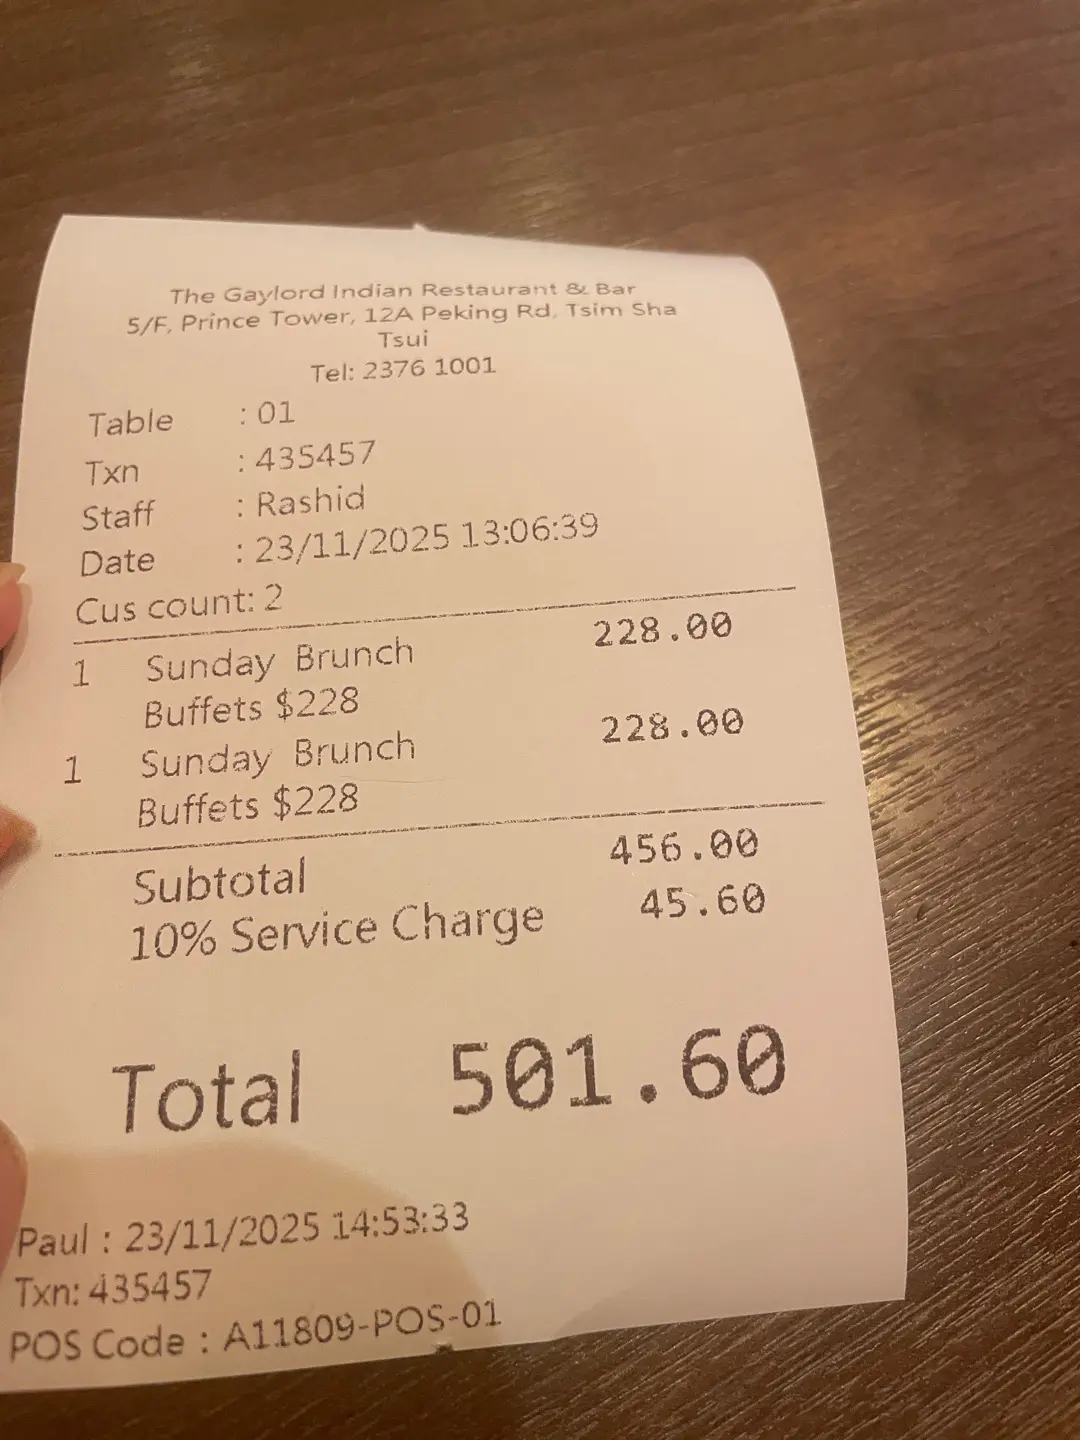 The Gaylord Indian Restaurant & Bar
5/F, Prince Tower, 12A Peking Rd, Tsim Sha
Tsui
Tel: 2376 1001
Table : 01
Txn : 435457
Staff : Rashid
Date : 23/11/2025 13:06:39
Cus count: 2
1 Sunday Brunch 228.00
Buffets $228
1 Sunday Brunch 228.00
Buffets $228
Subtotal 456.00
10% Service Charge 45.60
Total 501.60
Paul : 23/11/2025 14:53:33
Txn: 435457
POS Code : A11809-POS-01